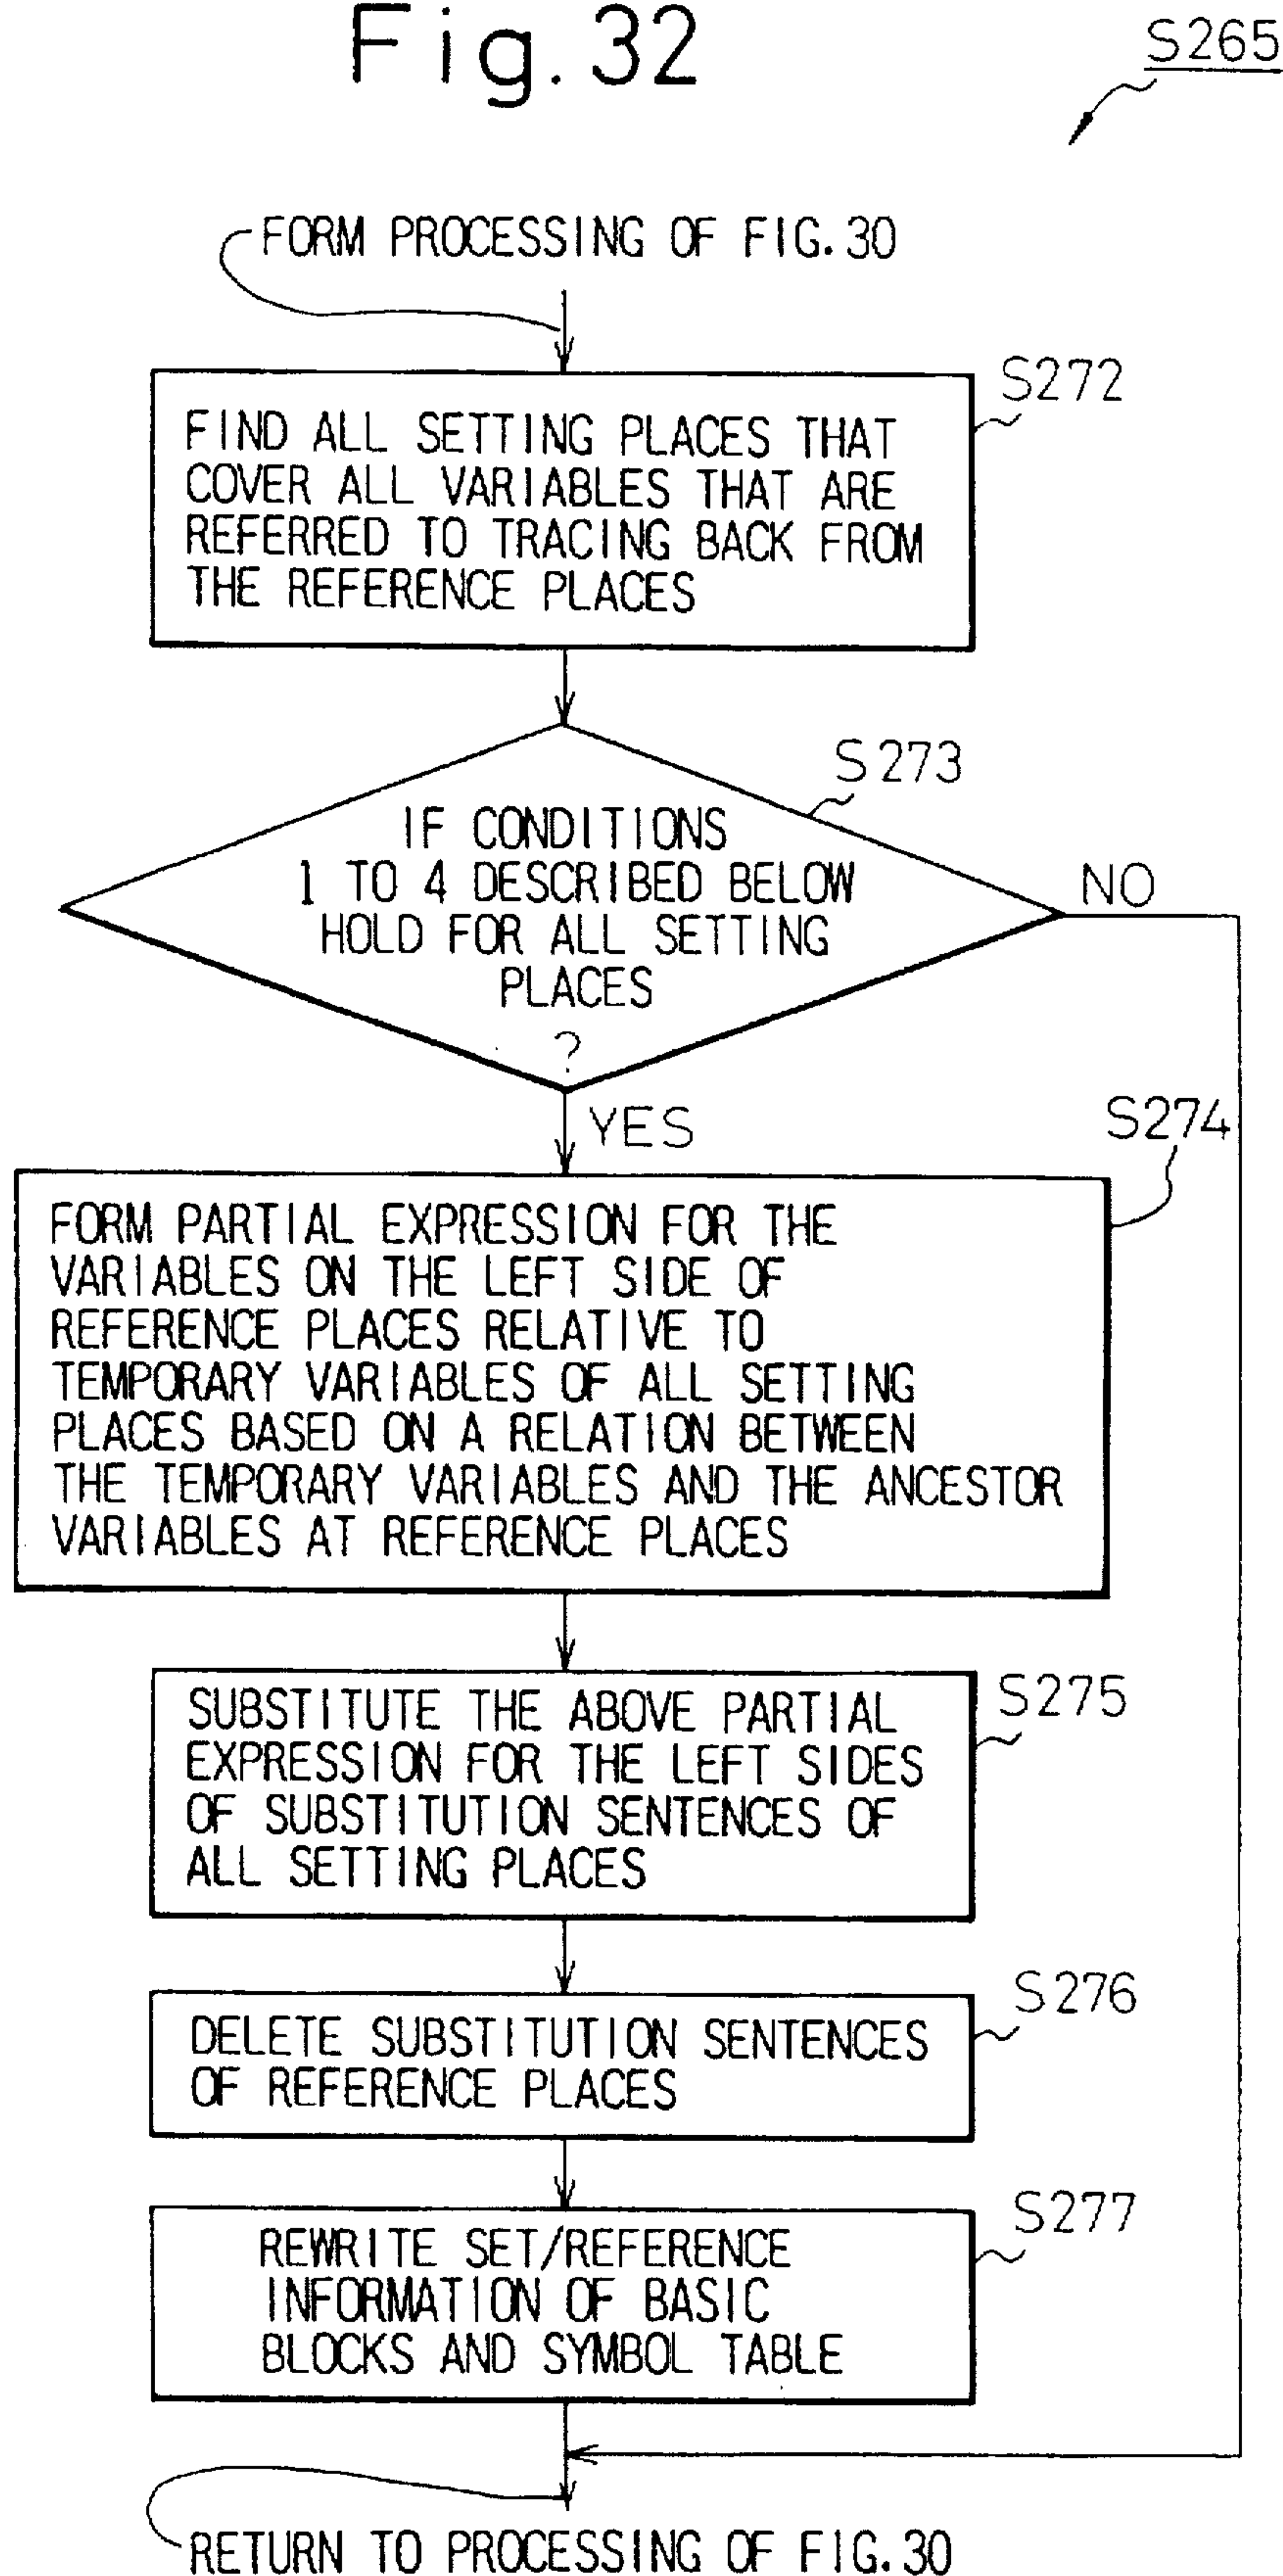 Fig. 32
S265
FORM PROCESSING OF FIG. 30
S272
FIND ALL SETTING PLACES THAT
COVER ALL VARIABLES THAT ARE
REFERRED TO TRACING BACK FROM
THE REFERENCE PLACES
S273
IF CONDITIONS
1 TO 4 DESCRIBED BELOW
HOLD FOR ALL SETTING
PLACES
?
NO
YES
S274
FORM PARTIAL EXPRESSION FOR THE
VARIABLES ON THE LEFT SIDE OF
REFERENCE PLACES RELATIVE TO
TEMPORARY VARIABLES OF ALL SETTING
PLACES BASED ON A RELATION BETWEEN
THE TEMPORARY VARIABLES AND THE ANCESTOR
VARIABLES AT REFERENCE PLACES
S275
SUBSTITUTE THE ABOVE PARTIAL
EXPRESSION FOR THE LEFT SIDES
OF SUBSTITUTION SENTENCES OF
ALL SETTING PLACES
S276
DELETE SUBSTITUTION SENTENCES
OF REFERENCE PLACES
S277
REWRITE SET/REFERENCE
INFORMATION OF BASIC
BLOCKS AND SYMBOL TABLE
RETURN TO PROCESSING OF FIG. 30